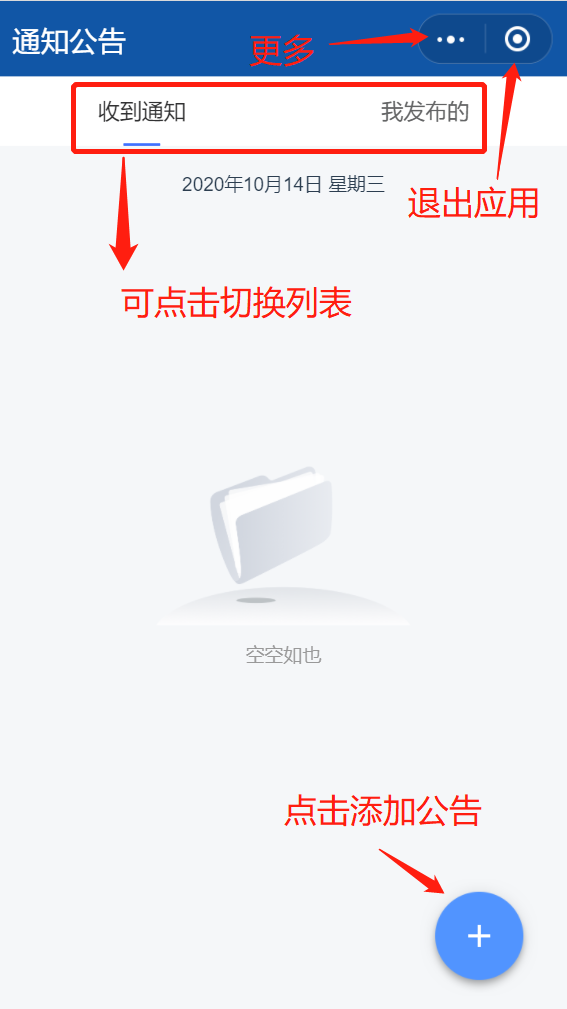 通知公告
更多
收到通知
我发布的
2020年10月14日 星期三
退出应用
可点击切换列表
空空如也
点击添加公告